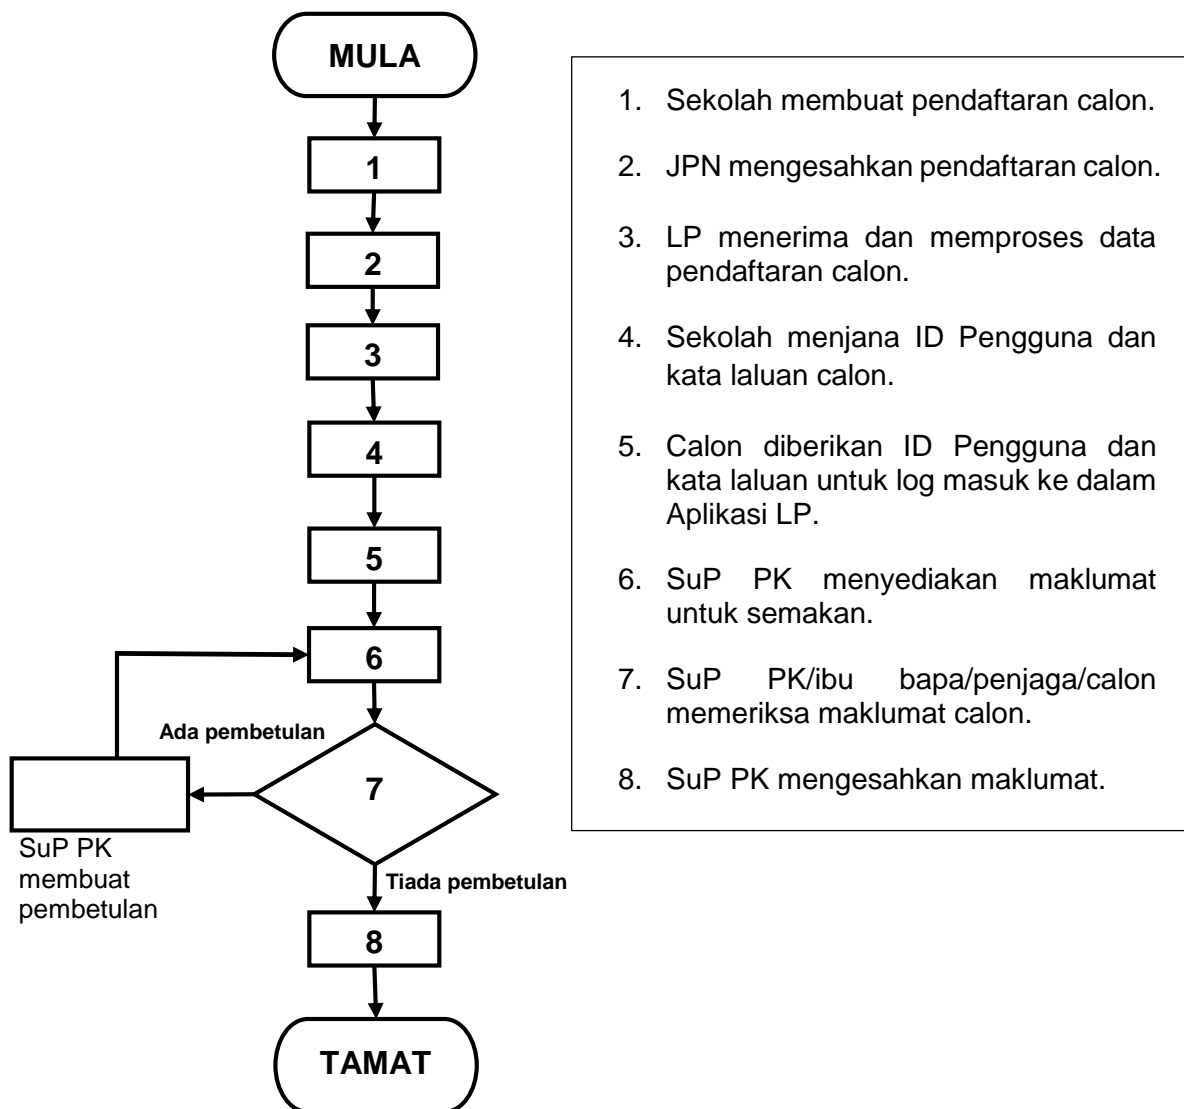 MULA
1
2
3
4
5
6
Ada pembetulan
7
SuP PK
membuat
pembetulan
Tiada pembetulan
8
TAMAT
1. Sekolah membuat pendaftaran calon.
2. JPN mengesahkan pendaftaran calon.
3. LP menerima dan memproses data
pendaftaran calon.
4. Sekolah menjana ID Pengguna dan
kata laluan calon.
5. Calon diberikan ID Pengguna dan
kata laluan untuk log masuk ke dalam
Aplikasi LP.
6. SuP PK menyediakan maklumat
untuk semakan.
7. SuP PK/ibu bapa/penjaga/calon
memeriksa maklumat calon.
8. SuP PK mengesahkan maklumat.